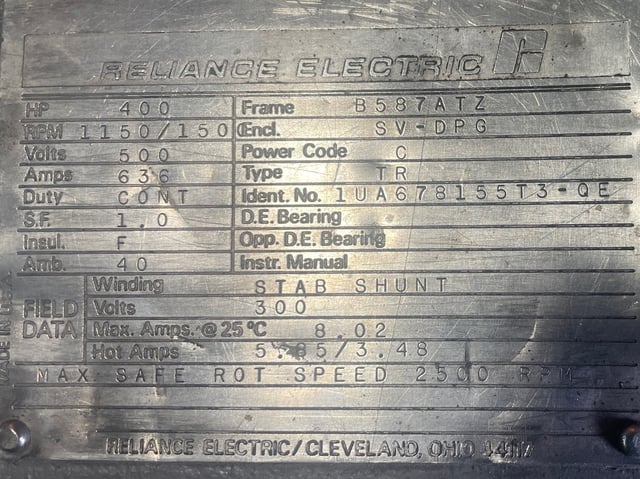 RELIANCE ELECTRIC R
HP 400 Frame B587ATZ
RPM 1150/150 Encl. SV-DPG
Volts 500 Power Code C
Amps 636 Type TR
Duty CONT Ident. No. 1UA678155T3-QE
S.F. 1.0 D.E. Bearing
Insul. F Opp. D.E. Bearing
Amb. 40 Instr. Manual
MADE IN U.S.A.
FIELD DATA
Winding STAB SHUNT
Volts 300
Max. Amps. @ 25°C 8.02
Hot Amps /3.48
MAX SAFE ROT SPEED 2500 RPM
RELIANCE ELECTRIC/CLEVELAND, OHIO 44117